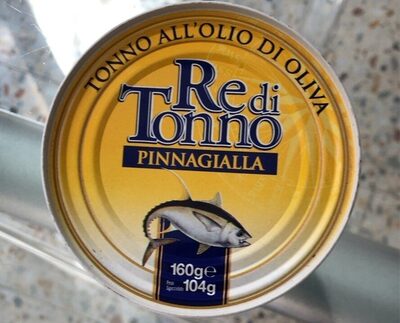 TONNO ALL'OLIO DI OLIVA
Re di
Tonno
PINNAGIALLA
160g e
104g